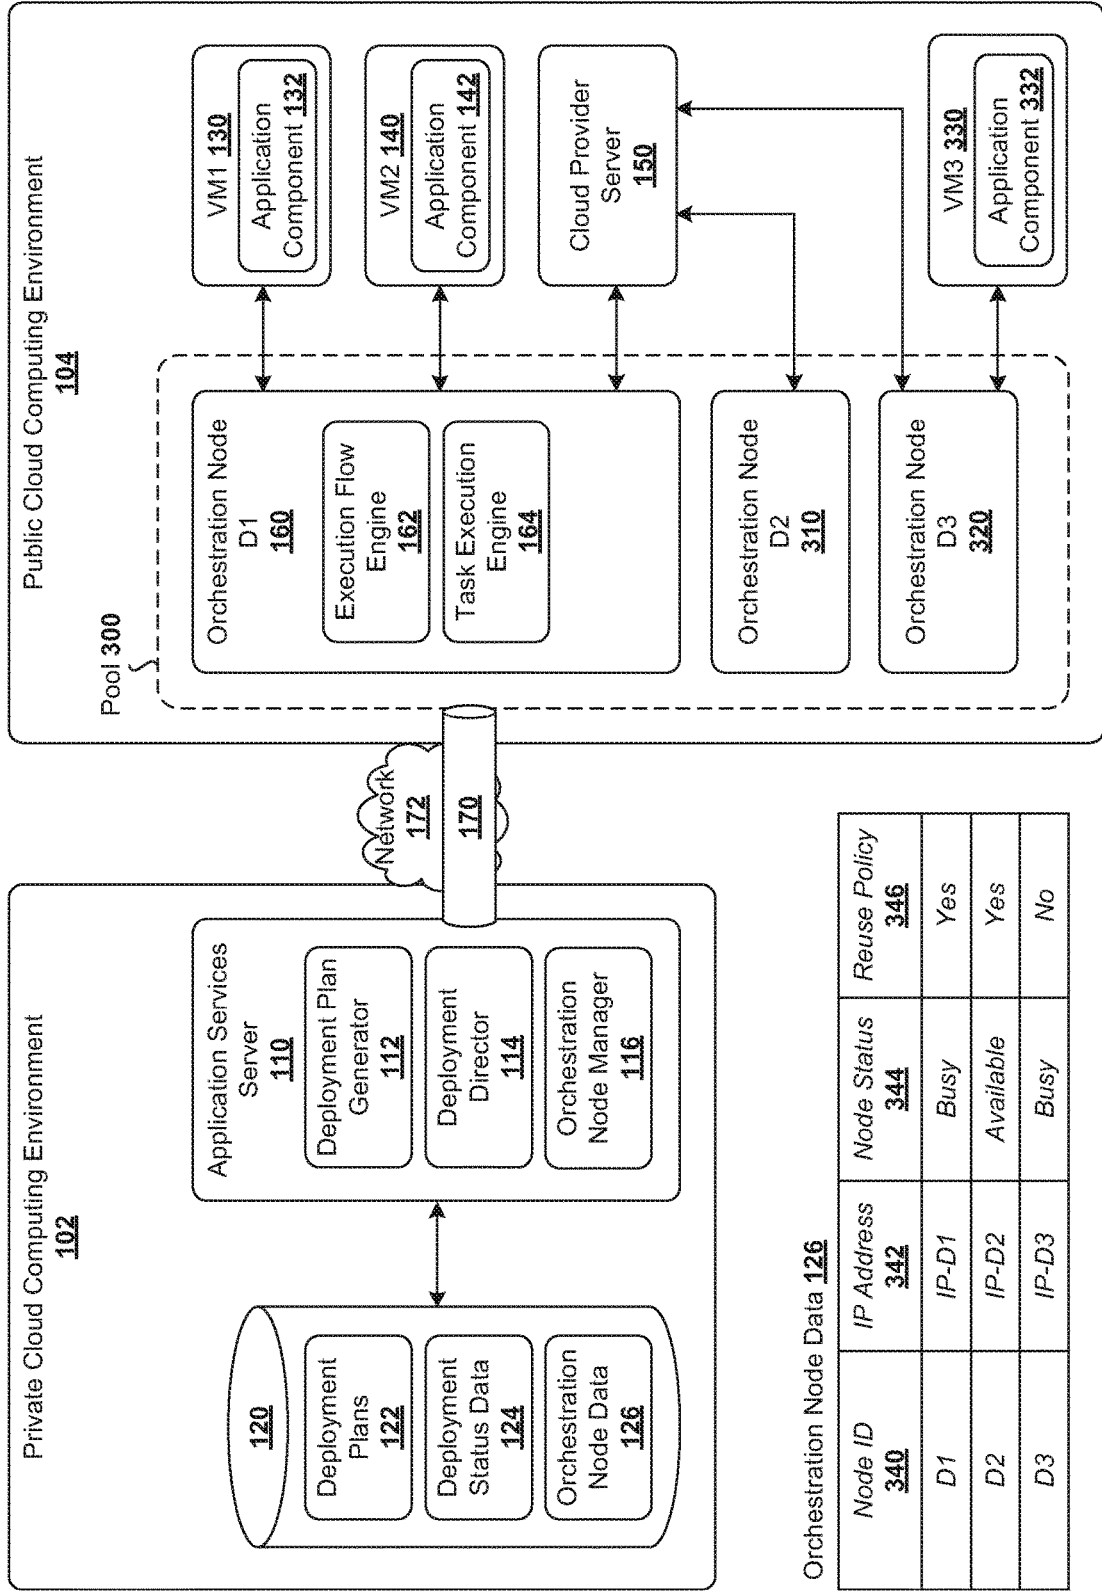 Private Cloud Computing Environment
102
120
Deployment
Plans
122
Deployment
Status Data
124
Orchestration
Node Data
126
Application Services
Server
110
Deployment Plan
Generator
112
Deployment
Director
114
Orchestration
Node Manager
116
Network
172
170
Public Cloud Computing Environment
104
Pool 300
Orchestration Node
D1
160
Execution Flow
Engine
162
Task Execution
Engine
164
Orchestration Node
D2
310
Orchestration Node
D3
320
VM1 130
Application
Component 132
VM2 140
Application
Component 142
Cloud Provider
Server
150
VM3 330
Application
Component 332
Orchestration Node Data 126
Node ID IP Address Node Status Reuse Policy
340 342 344 346
D1 IP-D1 Busy Yes
D2 IP-D2 Available Yes
D3 IP-D3 Busy No